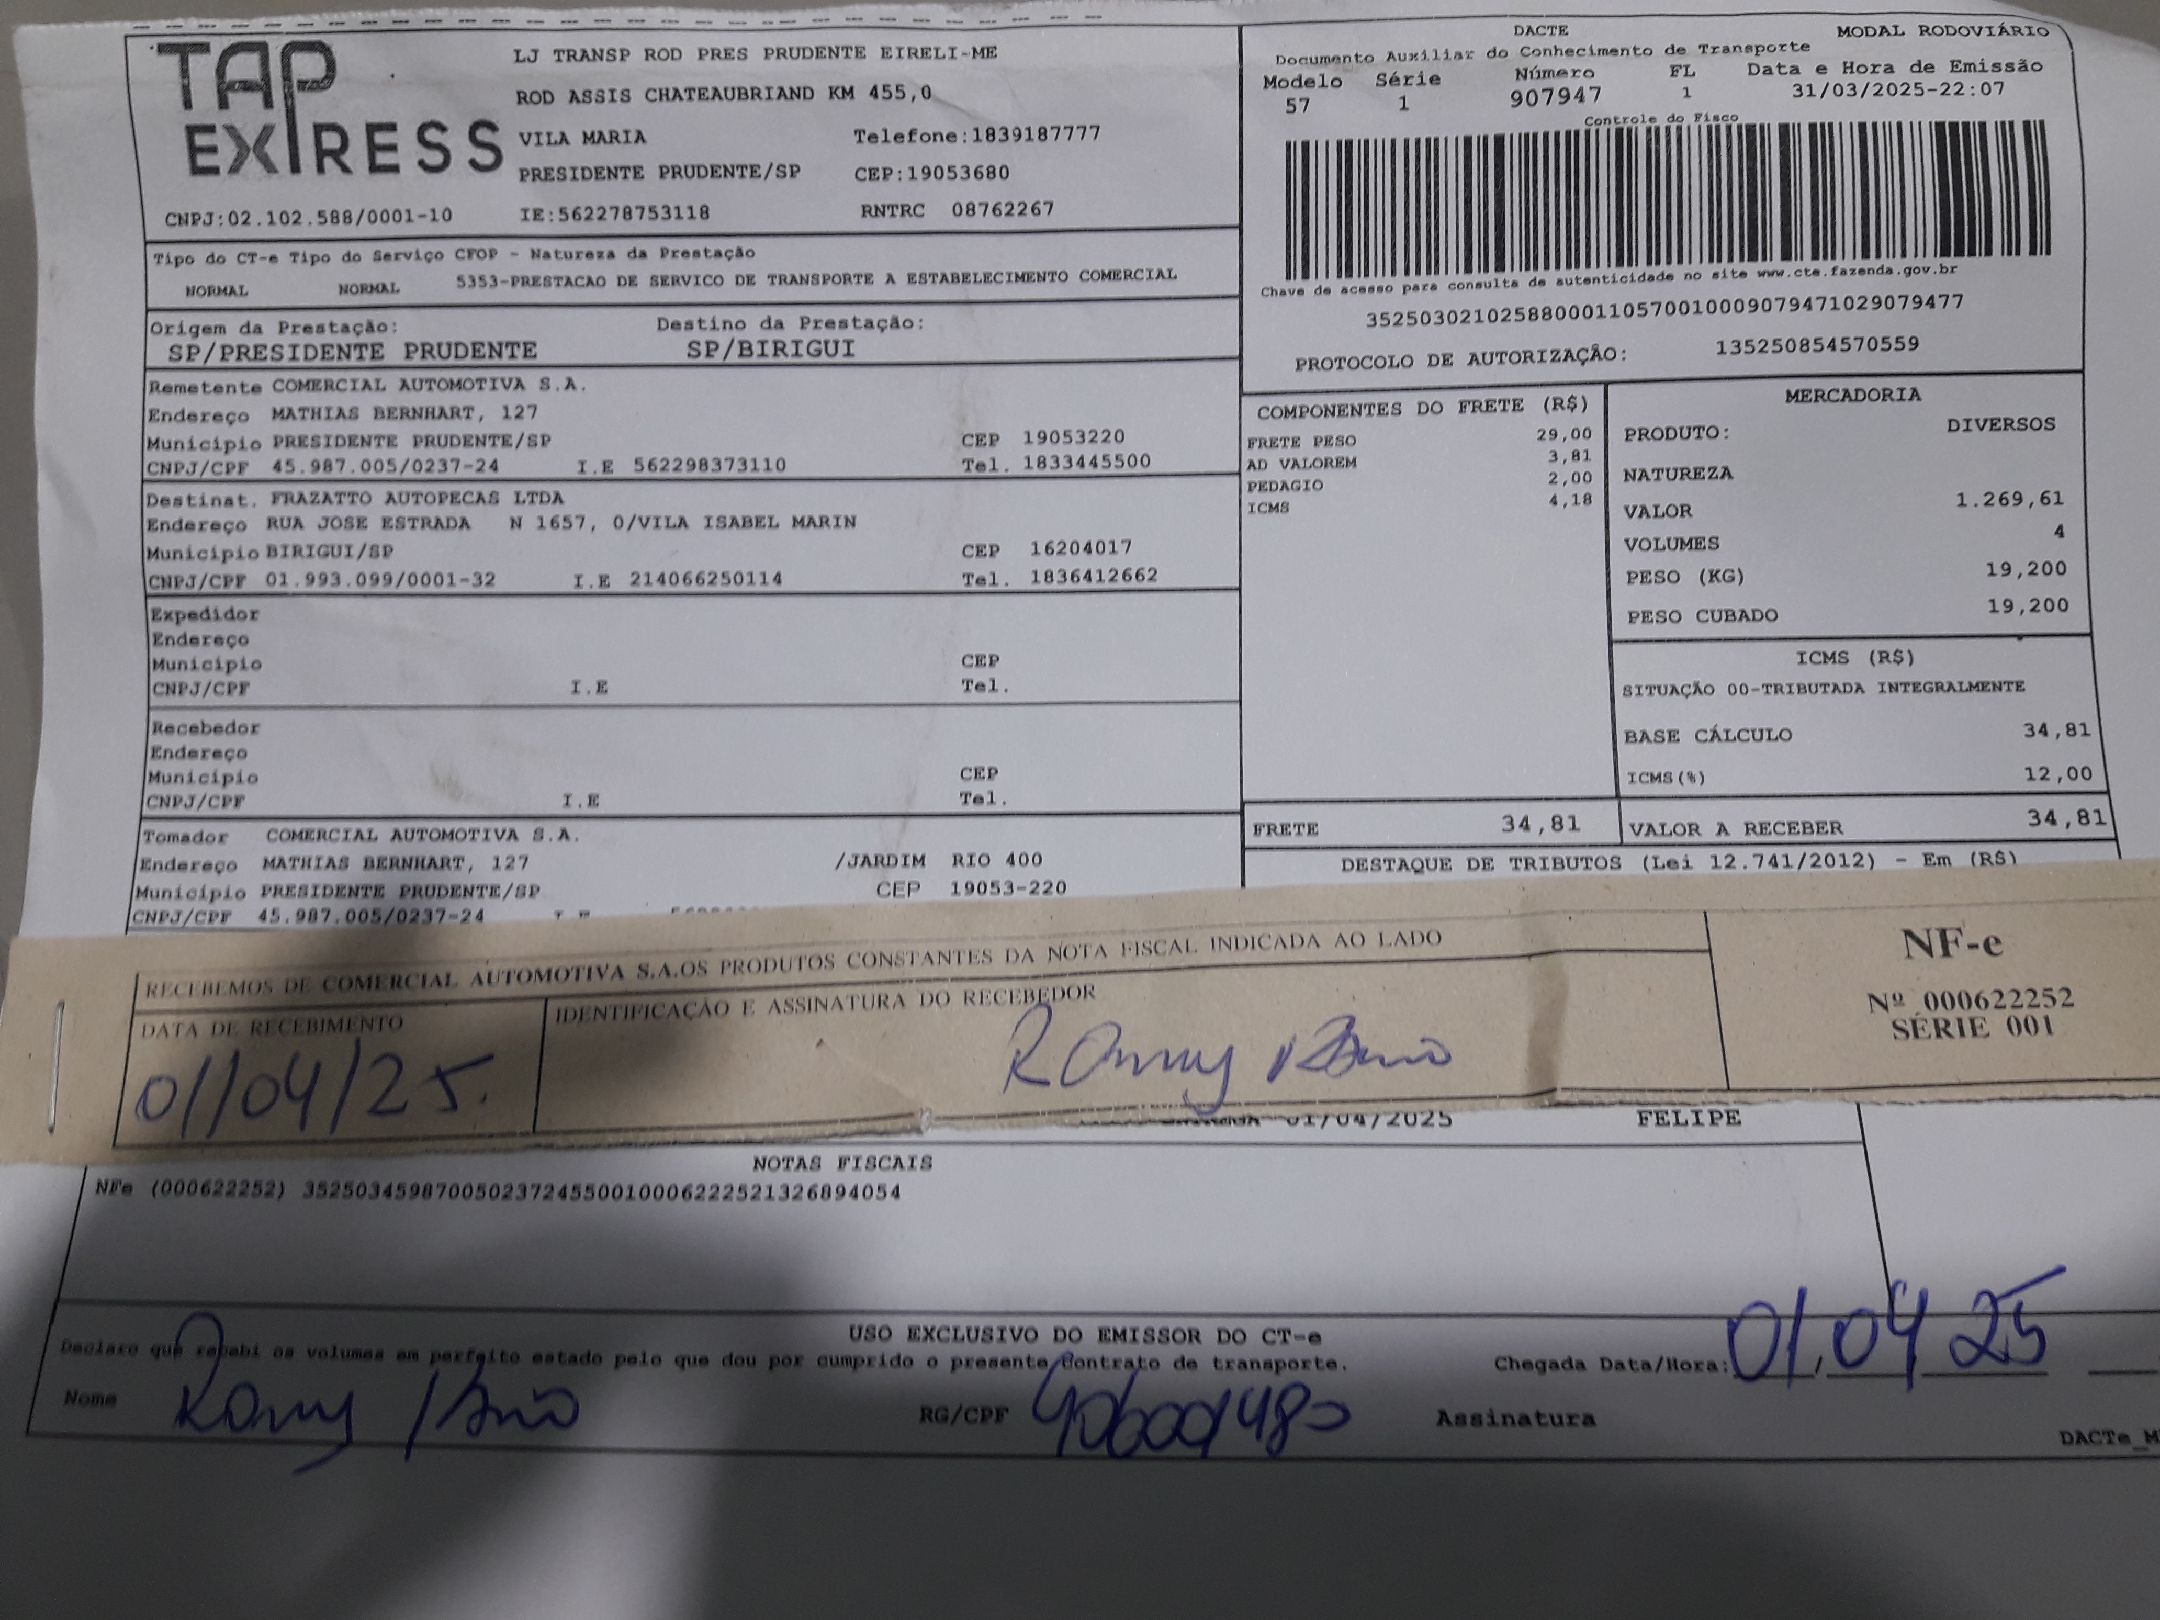 TAP EXPRESS
LJ TRANSP ROD PRES PRUDENTE EIRELI-ME
ROD ASSIS CHATEAUBRIAND KM 455,0
VILA MARIA Telefone:1839187777
PRESIDENTE PRUDENTE/SP CEP:19053680
CNPJ:02.102.588/0001-10 IE:562278753118 RNTRC 08762267
DACTE MODAL RODOVIÁRIO
Documento Auxiliar do Conhecimento de Transporte
Modelo Série Número FL Data e Hora de Emissão
57 1 907947 1 31/03/2025-22:07
Controle do Fisco
Chave de acesso para consulta de autenticidade no site www.cte.fazenda.gov.br
35250302102588000110570010009079471029079477
PROTOCOLO DE AUTORIZAÇÃO: 135250854570559
Tipo do CT-e Tipo do Serviço CFOP - Natureza da Prestação
NORMAL NORMAL 5353-PRESTACAO DE SERVICO DE TRANSPORTE A ESTABELECIMENTO COMERCIAL
Origem da Prestação: Destino da Prestação:
SP/PRESIDENTE PRUDENTE SP/BIRIGUI
Remetente COMERCIAL AUTOMOTIVA S.A.
Endereço MATHIAS BERNHART, 127
Município PRESIDENTE PRUDENTE/SP CEP 19053220
CNPJ/CPF 45.987.005/0237-24 I.E 562298373110 Tel. 1833445500
Destinat. FRAZATTO AUTOPECAS LTDA
Endereço RUA JOSE ESTRADA N 1657, 0/VILA ISABEL MARIN
Município BIRIGUI/SP CEP 16204017
CNPJ/CPF 01.993.099/0001-32 I.E 214066250114 Tel. 1836412662
Expedidor
Endereço
Município CEP
CNPJ/CPF I.E Tel.
Recebedor
Endereço
Município CEP
CNPJ/CPF I.E Tel.
Tomador COMERCIAL AUTOMOTIVA S.A.
Endereço MATHIAS BERNHART, 127 /JARDIM RIO 400
Município PRESIDENTE PRUDENTE/SP CEP 19053-220
CNPJ/CPF 45.987.005/0237-24
COMPONENTES DO FRETE (R$)
FRETE PESO 29,00
AD VALOREM 3,81
PEDAGIO 2,00
ICMS 4,18
FRETE 34,81
MERCADORIA
PRODUTO: DIVERSOS
NATUREZA
VALOR 1.269,61
VOLUMES 4
PESO (KG) 19,200
PESO CUBADO 19,200
ICMS (R$)
SITUAÇÃO 00-TRIBUTADA INTEGRALMENTE
BASE CÁLCULO 34,81
ICMS(%) 12,00
VALOR A RECEBER 34,81
DESTAQUE DE TRIBUTOS (Lei 12.741/2012) - Em (R$)
RECEBEMOS DE COMERCIAL AUTOMOTIVA S.A.OS PRODUTOS CONSTANTES DA NOTA FISCAL INDICADA AO LADO
DATA DE RECEBIMENTO
01/04/25.
IDENTIFICAÇÃO E ASSINATURA DO RECEBEDOR
NF-e
Nº 000622252
SÉRIE 001
01/04/2025 FELIPE
NOTAS FISCAIS
NFe (000622252) 35250345987005023724550010006222521326894054
USO EXCLUSIVO DO EMISSOR DO CT-e
Declaro que recebi os volumes em perfeito estado pelo que dou por cumprido o presente contrato de transporte.
Chegada Data/Hora: 01/04 25
Nome RG/CPF Assinatura